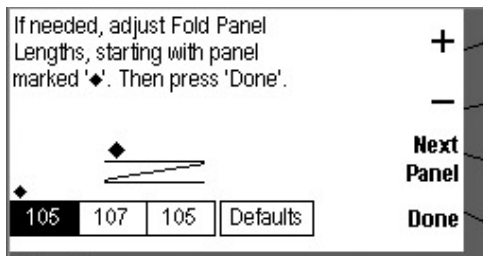 If needed, adjust Fold Panel
Lengths, starting with panel
marked '◆'. Then press 'Done'.
+
−
Next
Panel
◆
◆
105 107 105 Defaults
Done